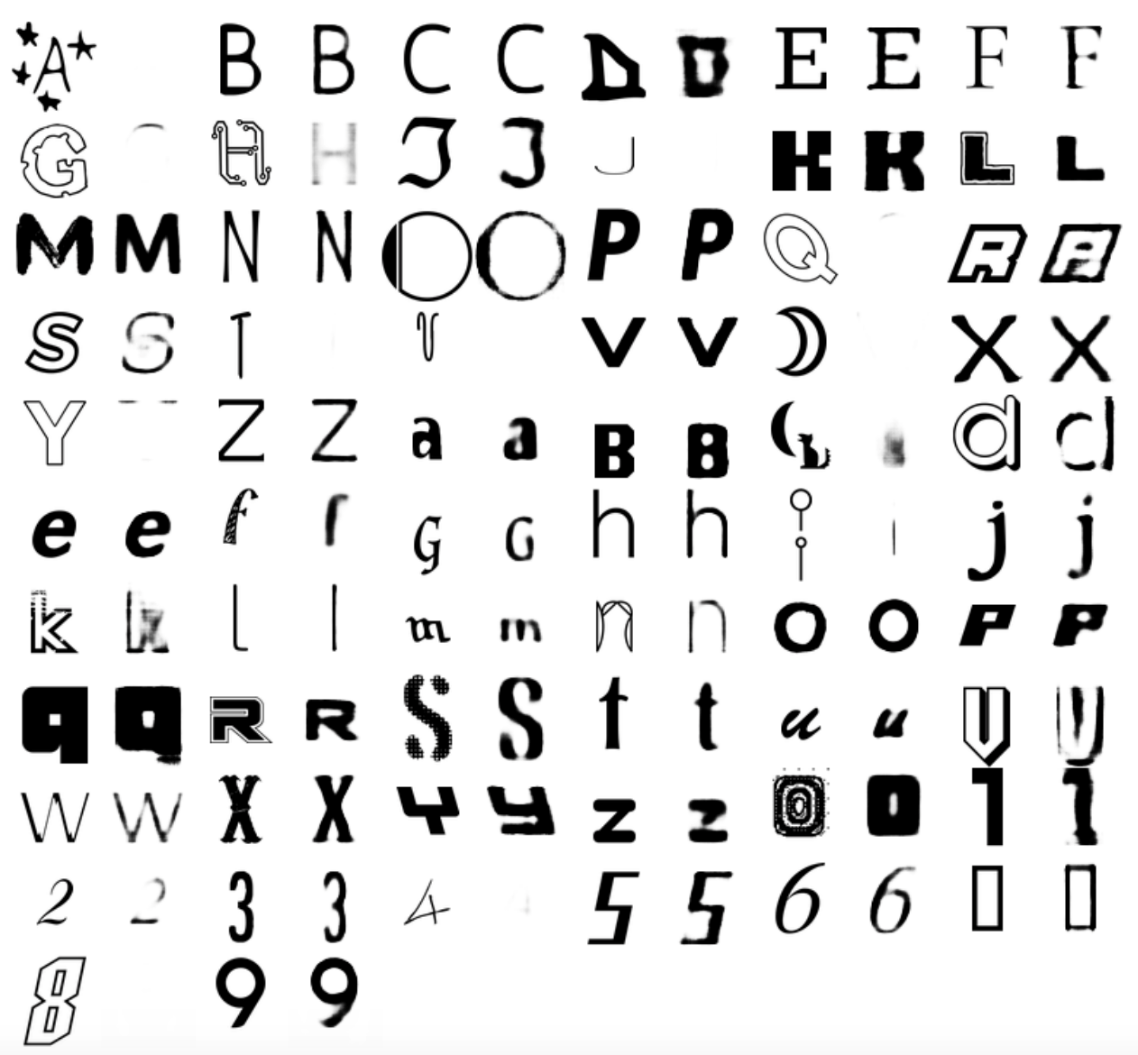 A B B C C D D E E F F
G H H I I J K K L L
M M N N O O P P Q R R
S S T U V V X X
Y Z Z a a B B d d
e e f f G G h h i j j
k k l l m m n n o o P P
q q R R S S t t u u V V
W W X X Y Y z z 0 0 1 1
2 2 3 3 4 5 5 6 6
8 9 9